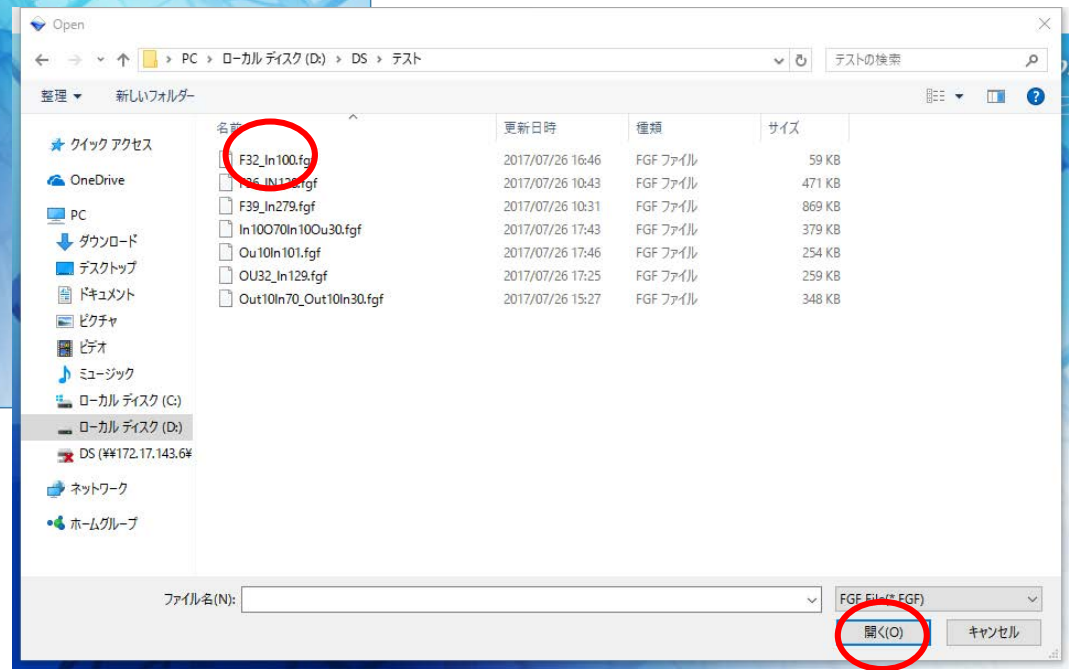 Open
PC › ローカル ディスク (D:) › DS › テスト
テストの検索
整理 新しいフォルダー
名前 更新日時 種類 サイズ
F32_In100.fgf 2017/07/26 16:46 FGF ファイル 59 KB
F36_IN129.fgf 2017/07/26 10:43 FGF ファイル 471 KB
F39_In279.fgf 2017/07/26 10:31 FGF ファイル 869 KB
In10O70In10Ou30.fgf 2017/07/26 17:43 FGF ファイル 379 KB
Ou10In101.fgf 2017/07/26 17:46 FGF ファイル 254 KB
OU32_In129.fgf 2017/07/26 17:25 FGF ファイル 259 KB
Out10In70_Out10In30.fgf 2017/07/26 15:27 FGF ファイル 348 KB
クイック アクセス
OneDrive
PC
ダウンロード
デスクトップ
ドキュメント
ピクチャ
ビデオ
ミュージック
ローカル ディスク (C:)
ローカル ディスク (D:)
DS (¥¥172.17.143.6¥
ネットワーク
ホームグループ
ファイル名(N):
FGF File(*.FGF)
開く(O) キャンセル